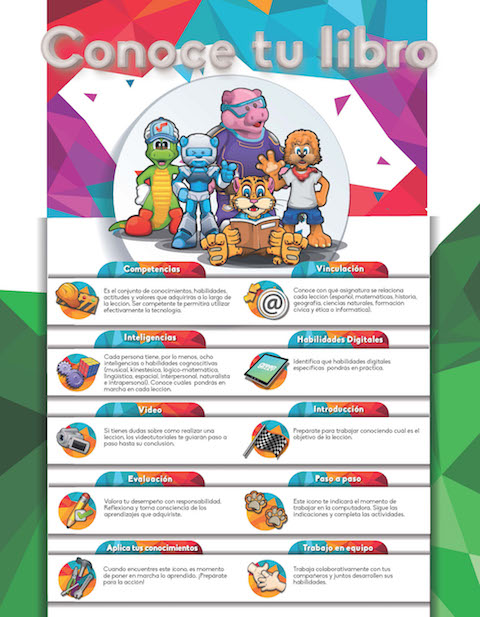 Conoce tu libro
Competencias
Es el conjunto de conocimientos, habilidades,
actitudes y valores que adquirirás a lo largo de
la lección. Ser competente te permitirá utilizar
efectivamente la tecnología.
Vinculación
Conoce con qué asignatura se relaciona
cada lección (español, matemáticas, historia,
geografía, ciencias naturales, formación
cívica y ética o informática).
Inteligencias
Cada persona tiene, por lo menos, ocho
inteligencias o habilidades cognoscitivas
(musical, kinestésica, lógico-matemática,
lingüística, espacial, interpersonal, naturalista
e intrapersonal). Conoce cuáles pondrás en
marcha en cada lección.
Habilidades Digitales
Identifica qué habilidades digitales
específicas pondrás en práctica.
Video
Si tienes dudas sobre como realizar una
lección, los videotutoriales te guiarán paso a
paso hasta su conclusión.
Introducción
Prepárate para trabajar conociendo cuál es el
objetivo de la lección.
Evaluación
Valora tu desempeño con responsabilidad.
Reflexiona y toma consciencia de los
aprendizajes que adquiriste.
Paso a paso
Este icono te indicará el momento de
trabajar en la computadora. Sigue las
indicaciones y completa las actividades.
Aplica tus conocimientos
Cuando encuentres este icono, es momento
de poner en marcha lo aprendido. ¡Prepárate
para la acción!
Trabajo en equipo
Trabaja colaborativamente con tus
compañeros y juntos desarrollen sus
habilidades.